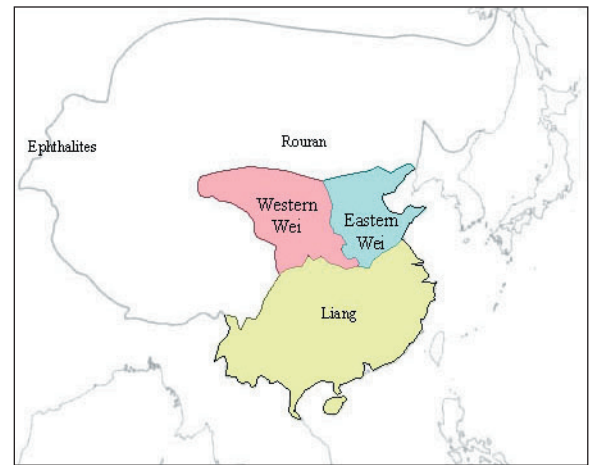 Rouran
Ephthalites
Western
Wei
Eastern
Wei
Liang